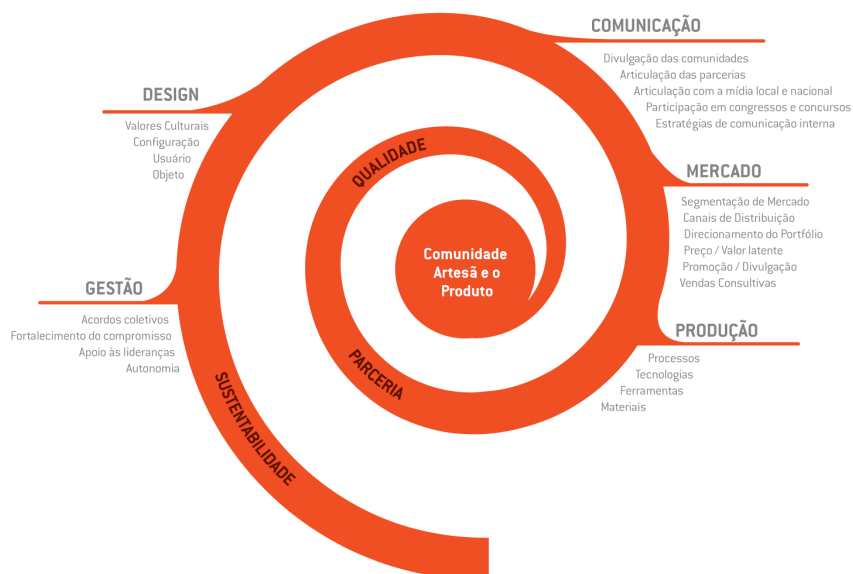 COMUNICAÇÃO
Divulgação das comunidades
Articulação das parcerias
Articulação com a mídia local e nacional
Participação em congressos e concursos
Estratégias de comunicação interna
DESIGN
Valores Culturais
Configuração
Usuário
Objeto
QUALIDADE
MERCADO
Segmentação de Mercado
Canais de Distribuição
Direcionamento do Portfólio
Preço / Valor latente
Promoção / Divulgação
Vendas Consultivas
Comunidade
Artesã e o
Produto
GESTÃO
Acordos coletivos
Fortalecimento do compromisso
Apoio às lideranças
Autonomia
PRODUÇÃO
Processos
Tecnologias
Ferramentas
Materiais
PARCERIA
SUSTENTABILIDADE